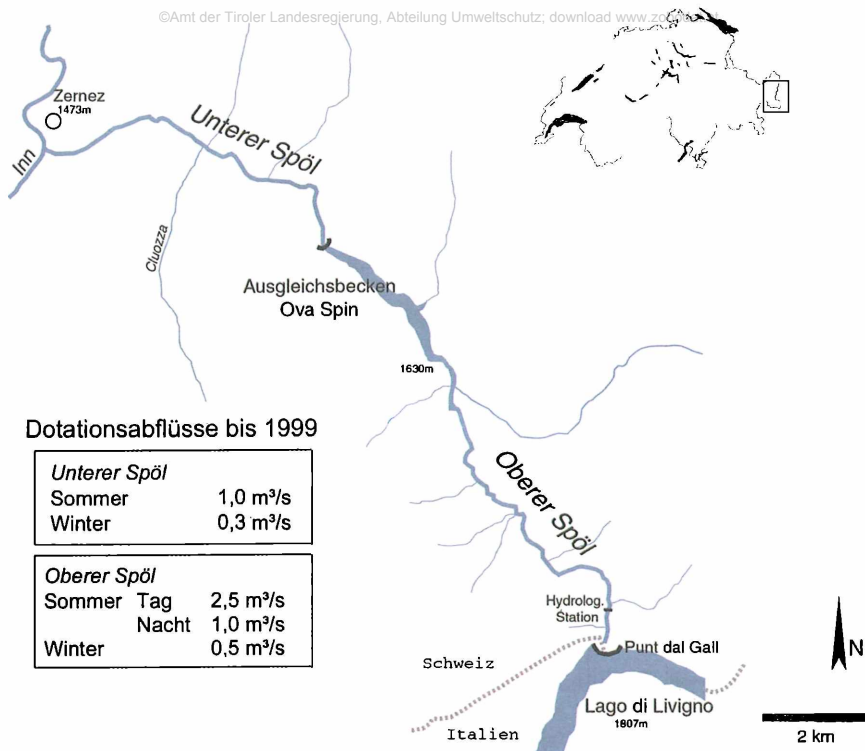 ©Amt der Tiroler Landesregierung, Abteilung Umweltschutz; download www.
Zernez
1473m
Inn
Unterer Spöl
Cluozza
Ausgleichsbecken
Ova Spin
1630m
Dotationsabflüsse bis 1999
Unterer Spöl
Sommer 1,0 m³/s
Winter 0,3 m³/s
Oberer Spöl
Sommer Tag 2,5 m³/s
Nacht 1,0 m³/s
Winter 0,5 m³/s
Oberer Spöl
Hydrolog.
Station
Punt dal Gall
Schweiz
Lago di Livigno
1807m
Italien
N
2 km